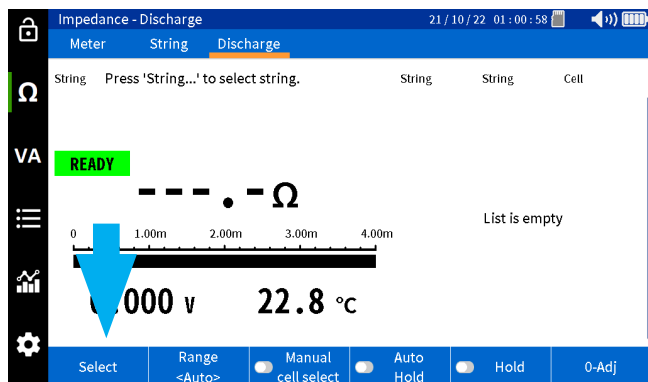 Impedance - Discharge 21 / 10 / 22 01 : 00 : 58
Meter String Discharge
String Press 'String...' to select string. String String Cell
Ω
VA
READY
- - - . - Ω
List is empty
0 1.00m 2.00m 3.00m 4.00m
.000 V 22.8 °C
Select Range <Auto> Manual cell select Auto Hold Hold 0-Adj